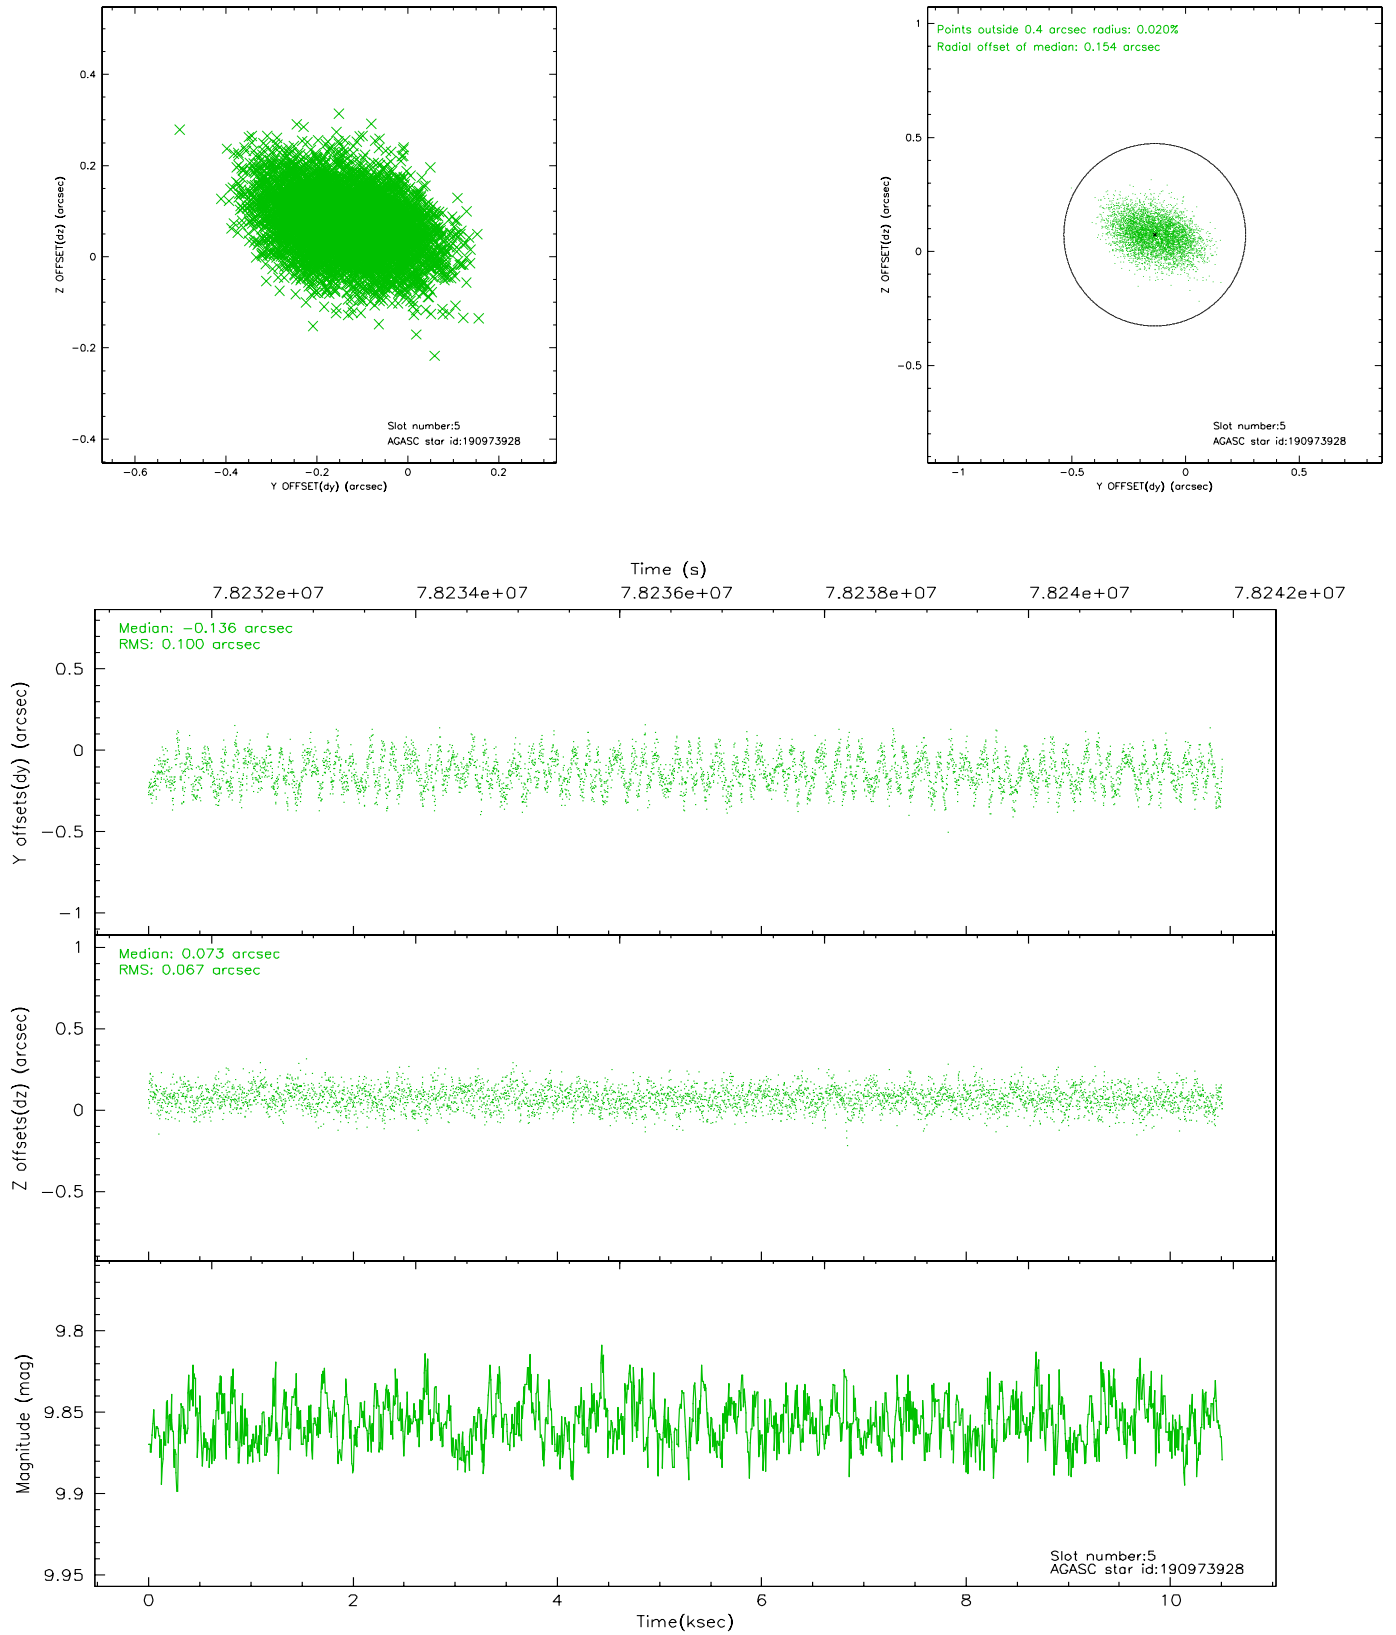 0.4
0.2
0
−0.2
−0.4
Z OFFSET(dz) (arcsec)
Slot number:5
AGASC star id:190973928
−0.6 −0.4 −0.2 0 0.2
Y OFFSET(dy) (arcsec)
Points outside 0.4 arcsec radius: 0.020%
Radial offset of median: 0.154 arcsec
1
0.5
0
−0.5
Z OFFSET(dz) (arcsec)
Slot number:5
AGASC star id:190973928
−1 −0.5 0 0.5
Y OFFSET(dy) (arcsec)
Time (s)
7.8232e+07 7.8234e+07 7.8236e+07 7.8238e+07 7.824e+07 7.8242e+07
Median: −0.136 arcsec
RMS: 0.100 arcsec
0.5
0
−0.5
−1
Y offsets(dy) (arcsec)
Median: 0.073 arcsec
RMS: 0.067 arcsec
1
0.5
0
−0.5
Z offsets(dz) (arcsec)
9.8
9.85
9.9
9.95
Magnitude (mag)
Slot number:5
AGASC star id:190973928
0 2 4 6 8 10
Time(ksec)